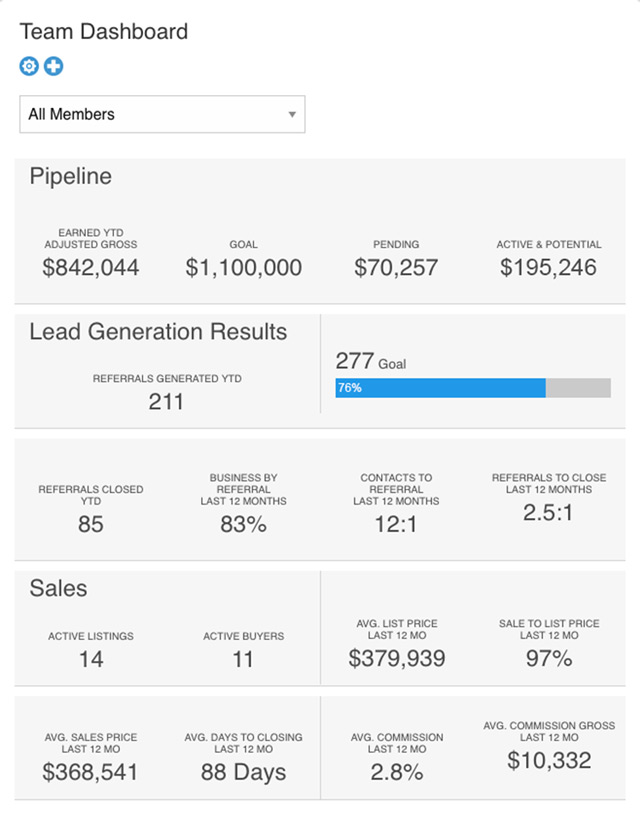 Team Dashboard
All Members
Pipeline
EARNED YTD
ADJUSTED GROSS
$842,044
GOAL
$1,100,000
PENDING
$70,257
ACTIVE & POTENTIAL
$195,246
Lead Generation Results
REFERRALS GENERATED YTD
211
277 Goal
76%
REFERRALS CLOSED
YTD
85
BUSINESS BY
REFERRAL
LAST 12 MONTHS
83%
CONTACTS TO
REFERRAL
LAST 12 MONTHS
12:1
REFERRALS TO CLOSE
LAST 12 MONTHS
2.5:1
Sales
ACTIVE LISTINGS
14
ACTIVE BUYERS
11
AVG. LIST PRICE
LAST 12 MO
$379,939
SALE TO LIST PRICE
LAST 12 MO
97%
AVG. SALES PRICE
LAST 12 MO
$368,541
AVG. DAYS TO CLOSING
LAST 12 MO
88 Days
AVG. COMMISSION
LAST 12 MO
2.8%
AVG. COMMISSION GROSS
LAST 12 MO
$10,332